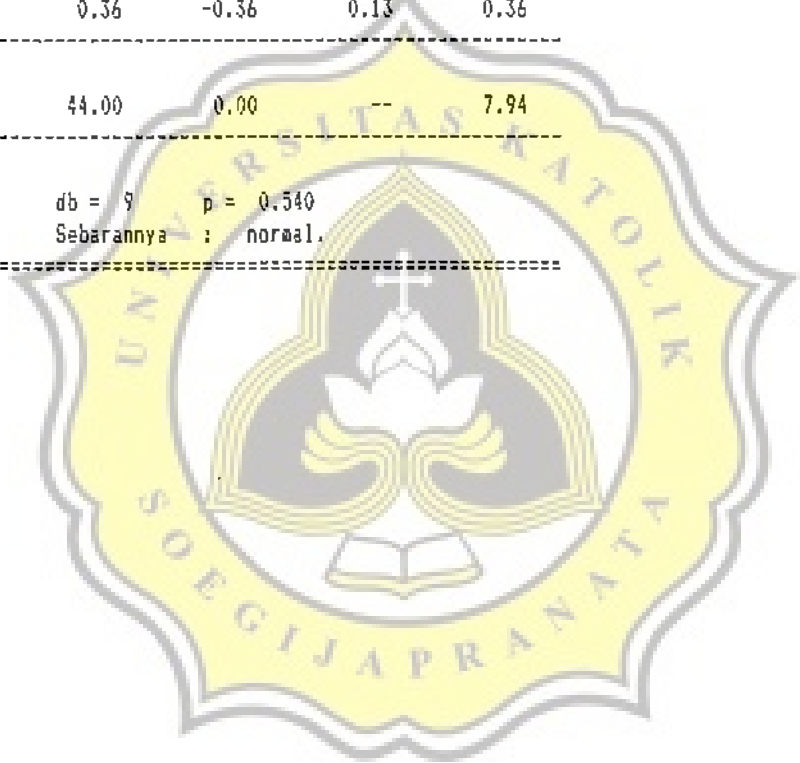 0.36 -0.36 0.13 0.36
44.00 0.00 -- 7.94
db = 9 p = 0.540
Sebarannya : normal.
UNIVERSITAS KATOLIK
SOEGIJAPRANATA